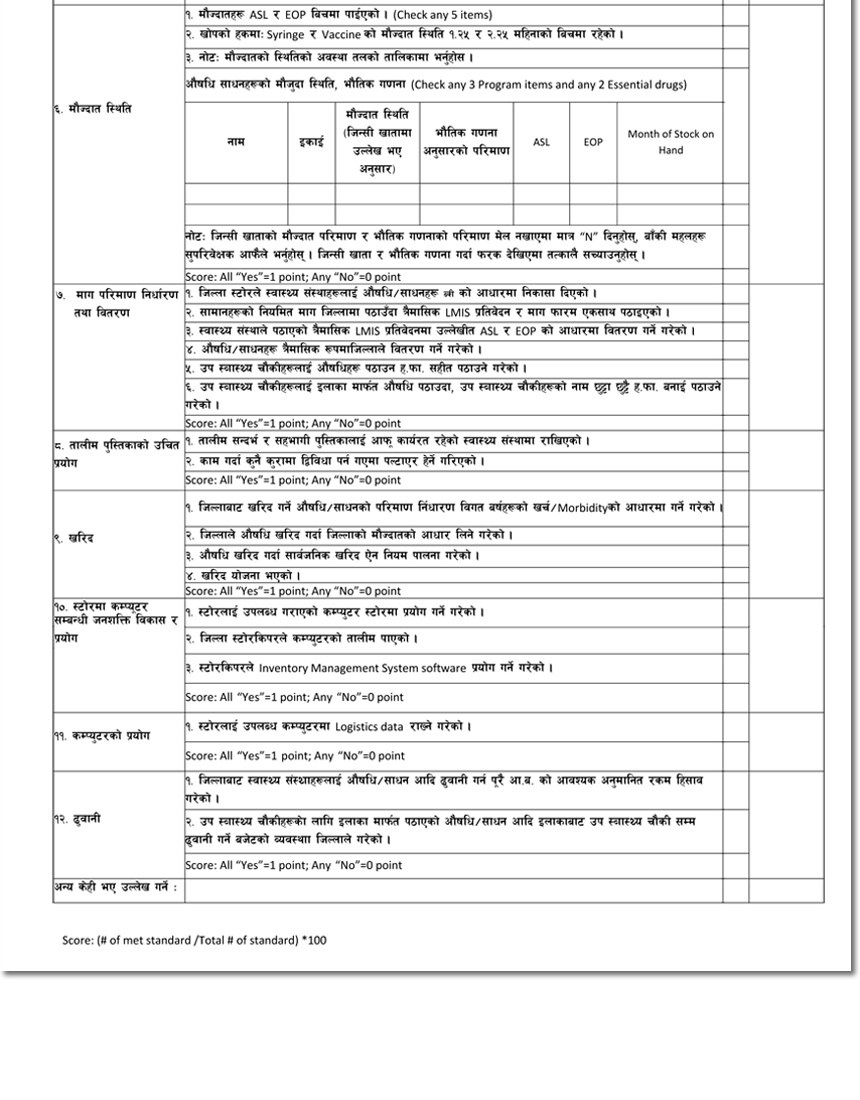 १. मौज्दातहरू ASL र EOP बिचमा पाईएको । (Check any 5 items)
२. खोपको हकमाः Syringe र Vaccine को मौज्दात स्थिति १.२५ र २.२५ महिनाको बिचमा रहेको ।
३. नोटः मौज्दातको स्थितिको अवस्था तलको तालिकामा भर्नुहोस ।
औषधि साधनहरूको मौजुदा स्थिति, भौतिक गणना (Check any 3 Program items and any 2 Essential drugs)
६. मौज्दात स्थिति
नाम
इकाई
मौज्दात स्थिति
(जिन्सी खातामा
उल्लेख भए
अनुसार)
भौतिक गणना
अनुसारको परिमाण
ASL
EOP
Month of Stock on
Hand
नोटः जिन्सी खाताको मौज्दात परिमाण र भौतिक गणनाको परिमाण मेल नखाएमा मात्र “N” दिनुहोस्, बाँकी महलहरू
सुपरिवेक्षक आफैले भर्नुहोस् । जिन्सी खाता र भौतिक गणना गर्दा फरक देखिएमा तत्कालै सच्याउनुहोस् ।
Score: All “Yes”=1 point; Any “No”=0 point
७. माग परिमाण निर्धारण
तथा वितरण
१. जिल्ला स्टोरले स्वास्थ्य संस्थाहरूलाई औषधि/साधनहरू को आधारमा निकासा दिएको ।
२. सामानहरूको नियमित माग जिल्लामा पठाउँदा त्रैमासिक LMIS प्रतिवेदन र माग फारम एकसाथ पठाइएको ।
३. स्वास्थ्य संस्थाले पठाएको त्रैमासिक LMIS प्रतिवेदनमा उल्लेखीत ASL र EOP को आधारमा वितरण गर्ने गरेको ।
४. औषधि/साधनहरू त्रैमासिक रूपमाजिल्लाले वितरण गर्ने गरेको ।
५. उप स्वास्थ्य चौकीहरूलाई औषधिहरू पठाउन ह.फा. सहीत पठाउने गरेको ।
६. उप स्वास्थ्य चौकीहरूलाई इलाका मार्फत औषधि पठाउदा, उप स्वास्थ्य चौकीहरूको नाम छुट्टा छुट्टै ह.फा. बनाई पठाउने
गरेको ।
Score: All “Yes”=1 point; Any “No”=0 point
८. तालीम पुस्तिकाको उचित
प्रयोग
१. तालीम सन्दर्भ र सहभागी पुस्तिकालाई आफू कार्यरत रहेको स्वास्थ्य संस्थामा राखिएको ।
२. काम गर्दा कुनै कुरामा द्विविधा पर्न गएमा पल्टाएर हेर्ने गरिएको ।
Score: All “Yes”=1 point; Any “No”=0 point
९. खरिद
१. जिल्लाबाट खरिद गर्ने औषधि/साधनको परिमाण निंधारण विगत बर्षहरूको खर्च/Morbidityको आधारमा गर्ने गरेको ।
२. जिल्लाले औषधि खरिद गर्दा जिल्लाको मौज्दातको आधार लिने गरेको ।
३. औषधि खरिद गर्दा सार्वजनिक खरिद ऐन नियम पालना गरेको ।
४. खरिद योजना भएको ।
Score: All “Yes”=1 point; Any “No”=0 point
१०. स्टोरमा कम्प्यूटर
सम्बन्धी जनशक्ति विकास र
प्रयोग
१. स्टोरलाई उपलब्ध गराएको कम्प्युटर स्टोरमा प्रयोग गर्ने गरेको ।
२. जिल्ला स्टोरकिपरले कम्प्युटरको तालीम पाएको ।
३. स्टोरकिपरले Inventory Management System software प्रयोग गर्ने गरेको ।
Score: All “Yes”=1 point; Any “No”=0 point
११. कम्प्युटरको प्रयोग
१. स्टोरलाई उपलब्ध कम्प्युटरमा Logistics data राख्ने गरेको ।
Score: All “Yes”=1 point; Any “No”=0 point
१२. ढुवानी
१. जिल्लाबाट स्वास्थ्य संस्थाहरूलाई औषधि/साधन आदि ढुवानी गर्न पूरै आ.ब. को आवश्यक अनुमानित रकम हिसाव
गरेको ।
२. उप स्वास्थ्य चौकीहरूकेा लागि इलाका मार्फत पठाएको औषधि/साधन आदि इलाकाबाट उप स्वास्थ्य चौकी सम्म
ढुवानी गर्ने बजेटको व्यवस्थाा जिल्लाले गरेको ।
Score: All “Yes”=1 point; Any “No”=0 point
अन्य केही भए उल्लेख गर्ने :
Score: (# of met standard /Total # of standard) *100